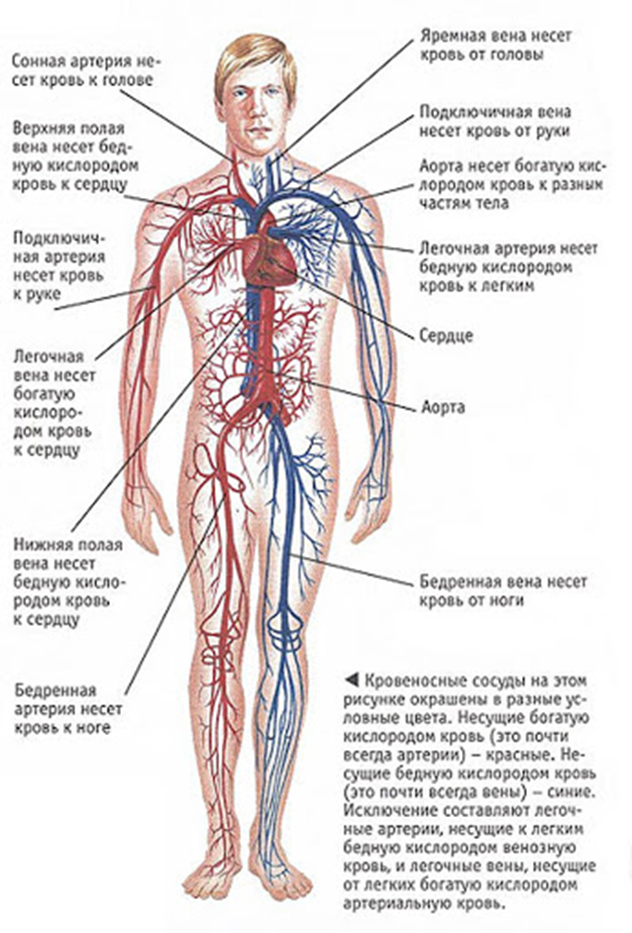 Сонная артерия не-
сет кровь к голове
Верхняя полая
вена несет бед-
ную кислородом
кровь к сердцу
Подключич-
ная артерия
несет кровь
к руке
Легочная
вена несет
богатую
кислоро-
дом кровь
к сердцу
Нижняя полая
вена несет
бедную кисло-
родом кровь
к сердцу
Бедренная
артерия несет
кровь к ноге
Яремная вена несет
кровь от головы
Подключичная вена
несет кровь от руки
Аорта несет богатую кис-
лородом кровь к разным
частям тела
Легочная артерия несет
бедную кислородом
кровь к легким
Сердце
Аорта
Бедренная вена несет
кровь от ноги
◀ Кровеносные сосуды на этом
рисунке окрашены в разные ус-
ловные цвета. Несущие богатую
кислородом кровь (это почти
всегда артерии) – красные. Не-
сущие бедную кислородом кровь
(это почти всегда вены) – синие.
Исключение составляют легоч-
ные артерии, несущие к легким
бедную кислородом венозную
кровь, и легочные вены, несущие
от легких богатую кислородом
артериальную кровь.